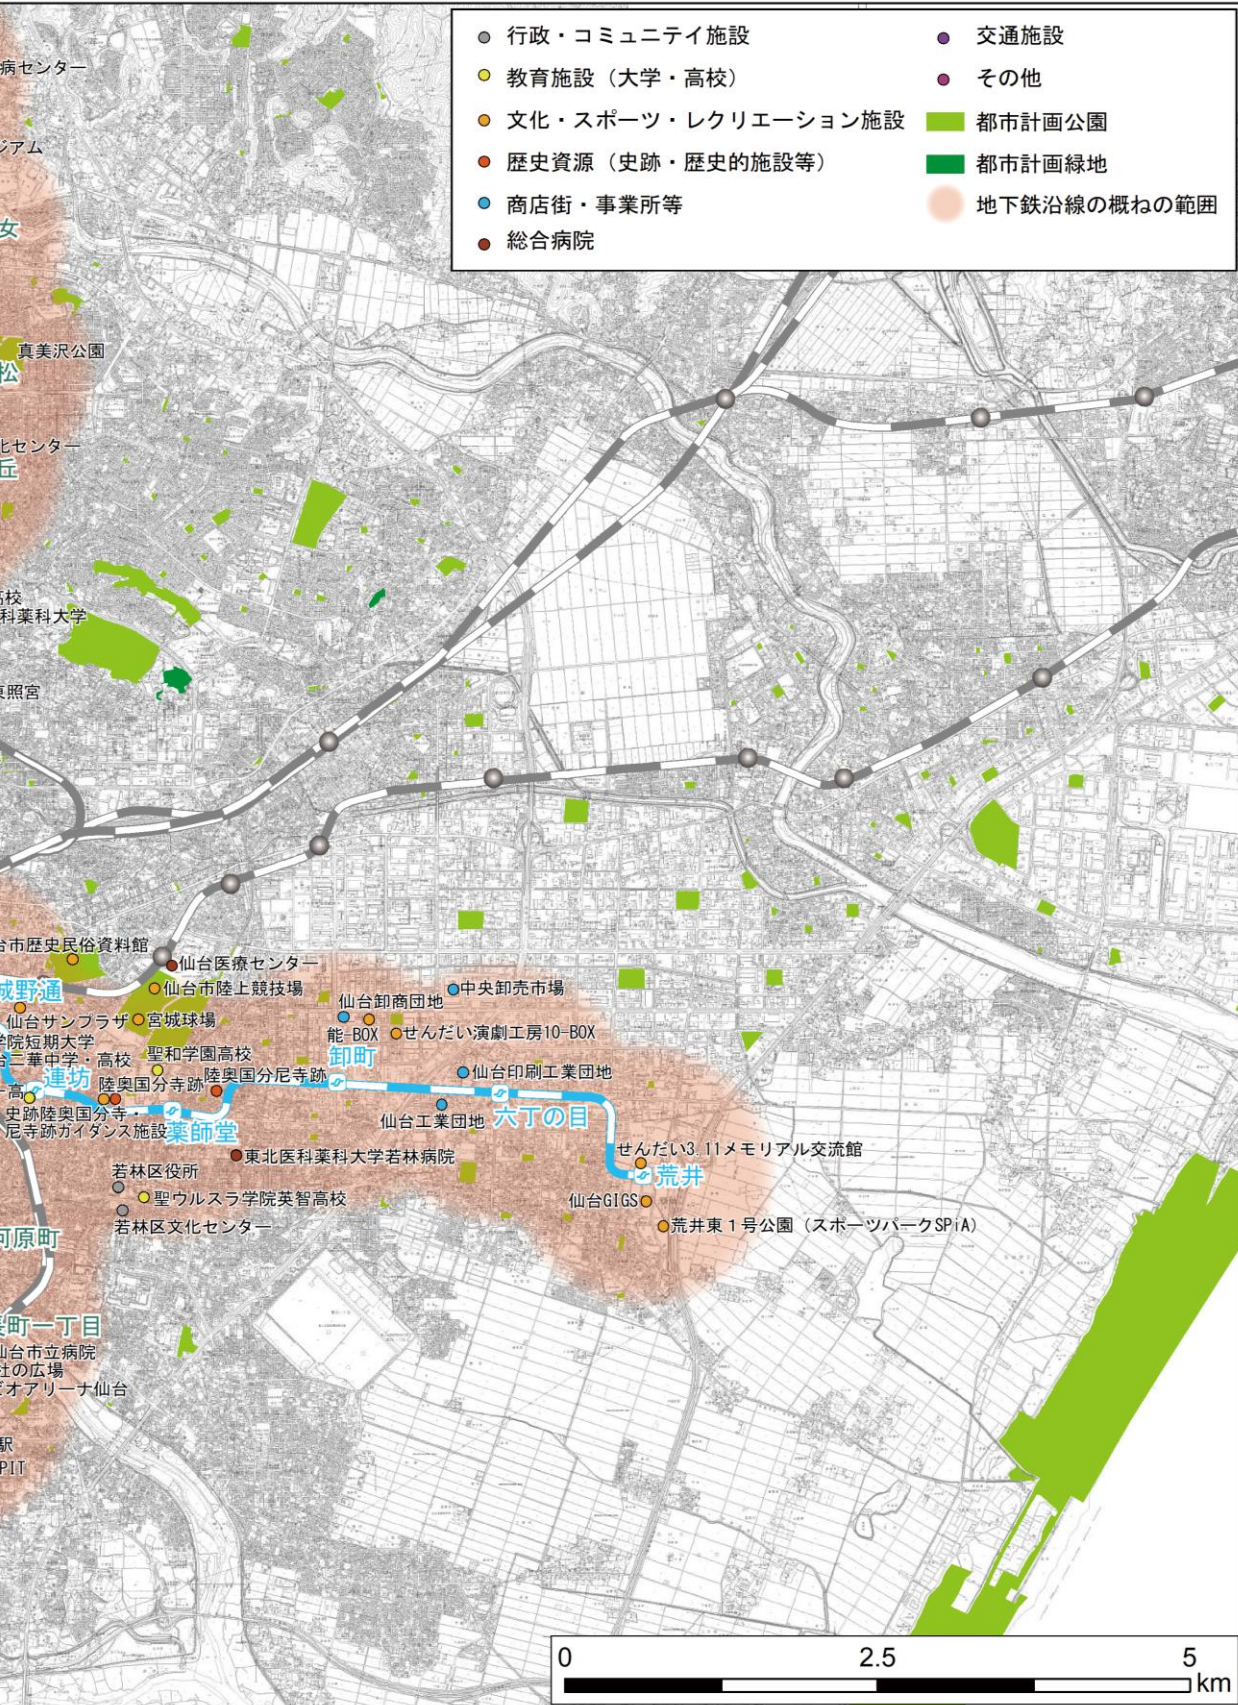 行政・コミュニテイ施設
教育施設（大学・高校）
文化・スポーツ・レクリエーション施設
歴史資源（史跡・歴史的施設等）
商店街・事業所等
総合病院
交通施設
その他
都市計画公園
都市計画緑地
地下鉄沿線の概ねの範囲
病センター
ジアム
女
真美沢公園
松
化センター
丘
高校
科薬科大学
東照宮
台市歴史民俗資料館
仙台医療センター
城野通
仙台市陸上競技場
仙台サンプラザ
宮城球場
学院短期大学
台二華中学・高校
聖和学園高校
仙台卸商団地
中央卸売市場
能-BOX
せんだい演劇工房10-BOX
卸町
連坊
陸奥国分寺跡
陸奥国分尼寺跡
仙台印刷工業団地
一高
史跡陸奥国分寺・
尼寺跡ガイダンス施設
薬師堂
仙台工業団地
六丁の目
東北医科薬科大学若林病院
せんだい3.11メモリアル交流館
荒井
若林区役所
聖ウルスラ学院英智高校
仙台GIGS
若林区文化センター
荒井東１号公園（スポーツパークSPiA）
河原町
長町一丁目
仙台市立病院
杜の広場
ビオアリーナ仙台
駅
PIT
0
2.5
5
km